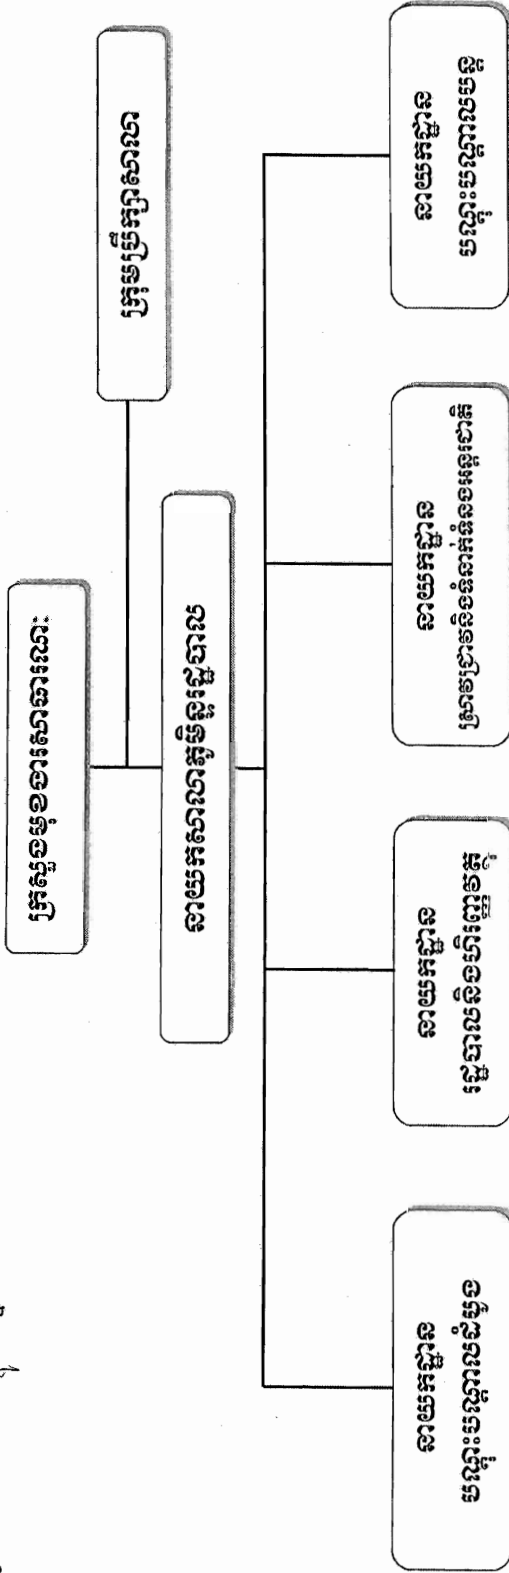 ក្រសួងមុខងារសាធារណៈ
ក្រុមប្រឹក្សាសាលា
នាយកសាលាភូមិន្ទរដ្ឋបាល
នាយកដ្ឋាន
បណ្តុះបណ្តាលដំបូង
នាយកដ្ឋាន
រដ្ឋបាលនិងហិរញ្ញវត្ថុ
នាយកដ្ឋាន
ស្រាវជ្រាវនិងទំនាក់ទំនងអន្តរជាតិ
នាយកដ្ឋាន
បណ្តុះបណ្តាលបន្ត